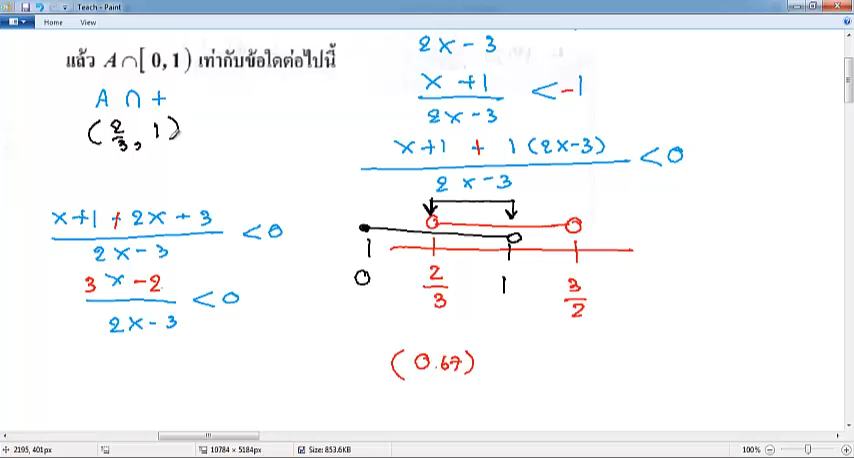 Teach - Paint
Home View
แล้ว A∩[ 0, 1) เท่ากับข้อใดต่อไปนี้
A ∩ +
(2/3, 1)
2x - 3
x + 1 / 2x - 3 < -1
x+1 + 1 (2x-3) / 2x-3 < 0
x+1 + 2x + 3 / 2x - 3 < 0
3x - 2 / 2x - 3 < 0
0 2/3 1 3/2
(0.67)
2195, 401px 10784 × 5184px Size: 853.6KB 100%